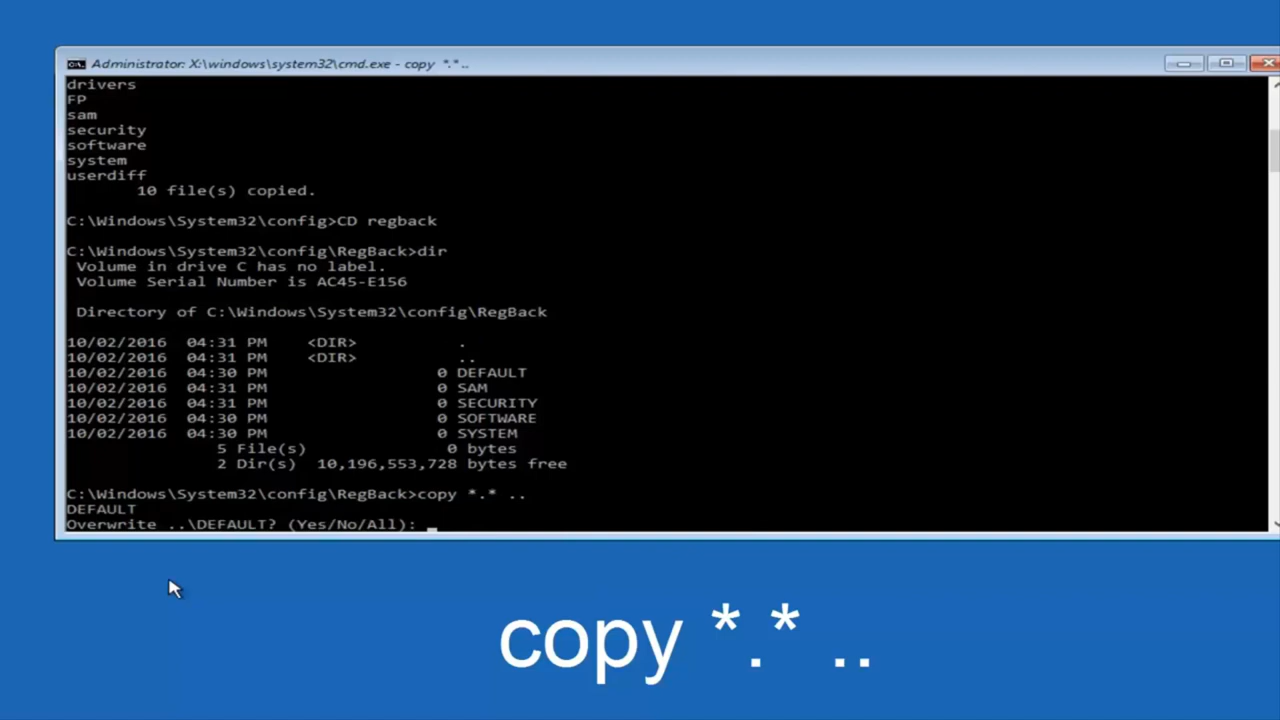 Administrator: X:\windows\system32\cmd.exe - copy *.* ..
drivers
FP
sam
security
software
system
userdiff
10 file(s) copied.
C:\Windows\System32\config>CD regback
C:\Windows\System32\config\RegBack>dir
Volume in drive C has no label.
Volume Serial Number is AC45-E156
Directory of C:\Windows\System32\config\RegBack
10/02/2016 04:31 PM <DIR> .
10/02/2016 04:31 PM <DIR> ..
10/02/2016 04:30 PM 0 DEFAULT
10/02/2016 04:31 PM 0 SAM
10/02/2016 04:31 PM 0 SECURITY
10/02/2016 04:30 PM 0 SOFTWARE
10/02/2016 04:30 PM 0 SYSTEM
5 File(s) 0 bytes
2 Dir(s) 10,196,553,728 bytes free
C:\Windows\System32\config\RegBack>copy *.* ..
DEFAULT
Overwrite ..\DEFAULT? (Yes/No/All): _
copy *.* ..